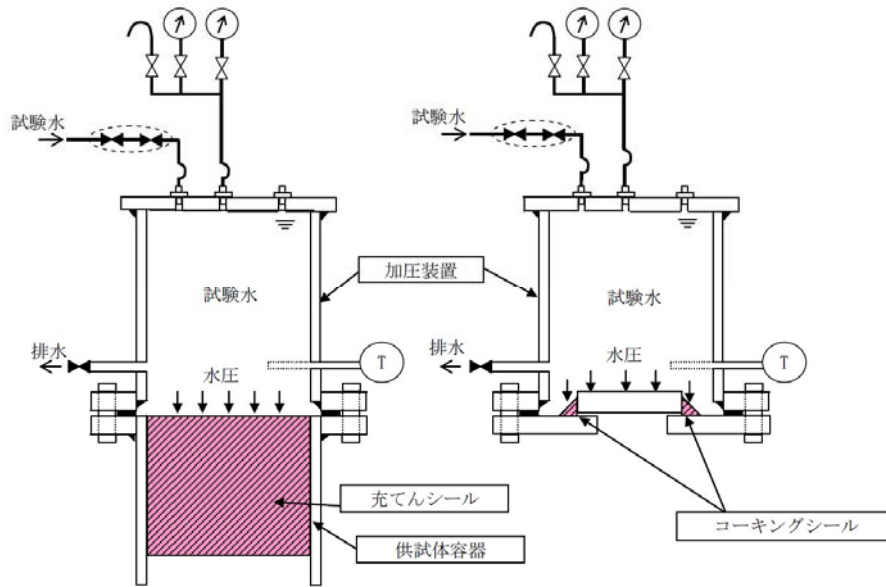 試験水
試験水
加圧装置
試験水
試験水
排水
水圧
T
排水
水圧
T
充てんシール
コーキングシール
供試体容器